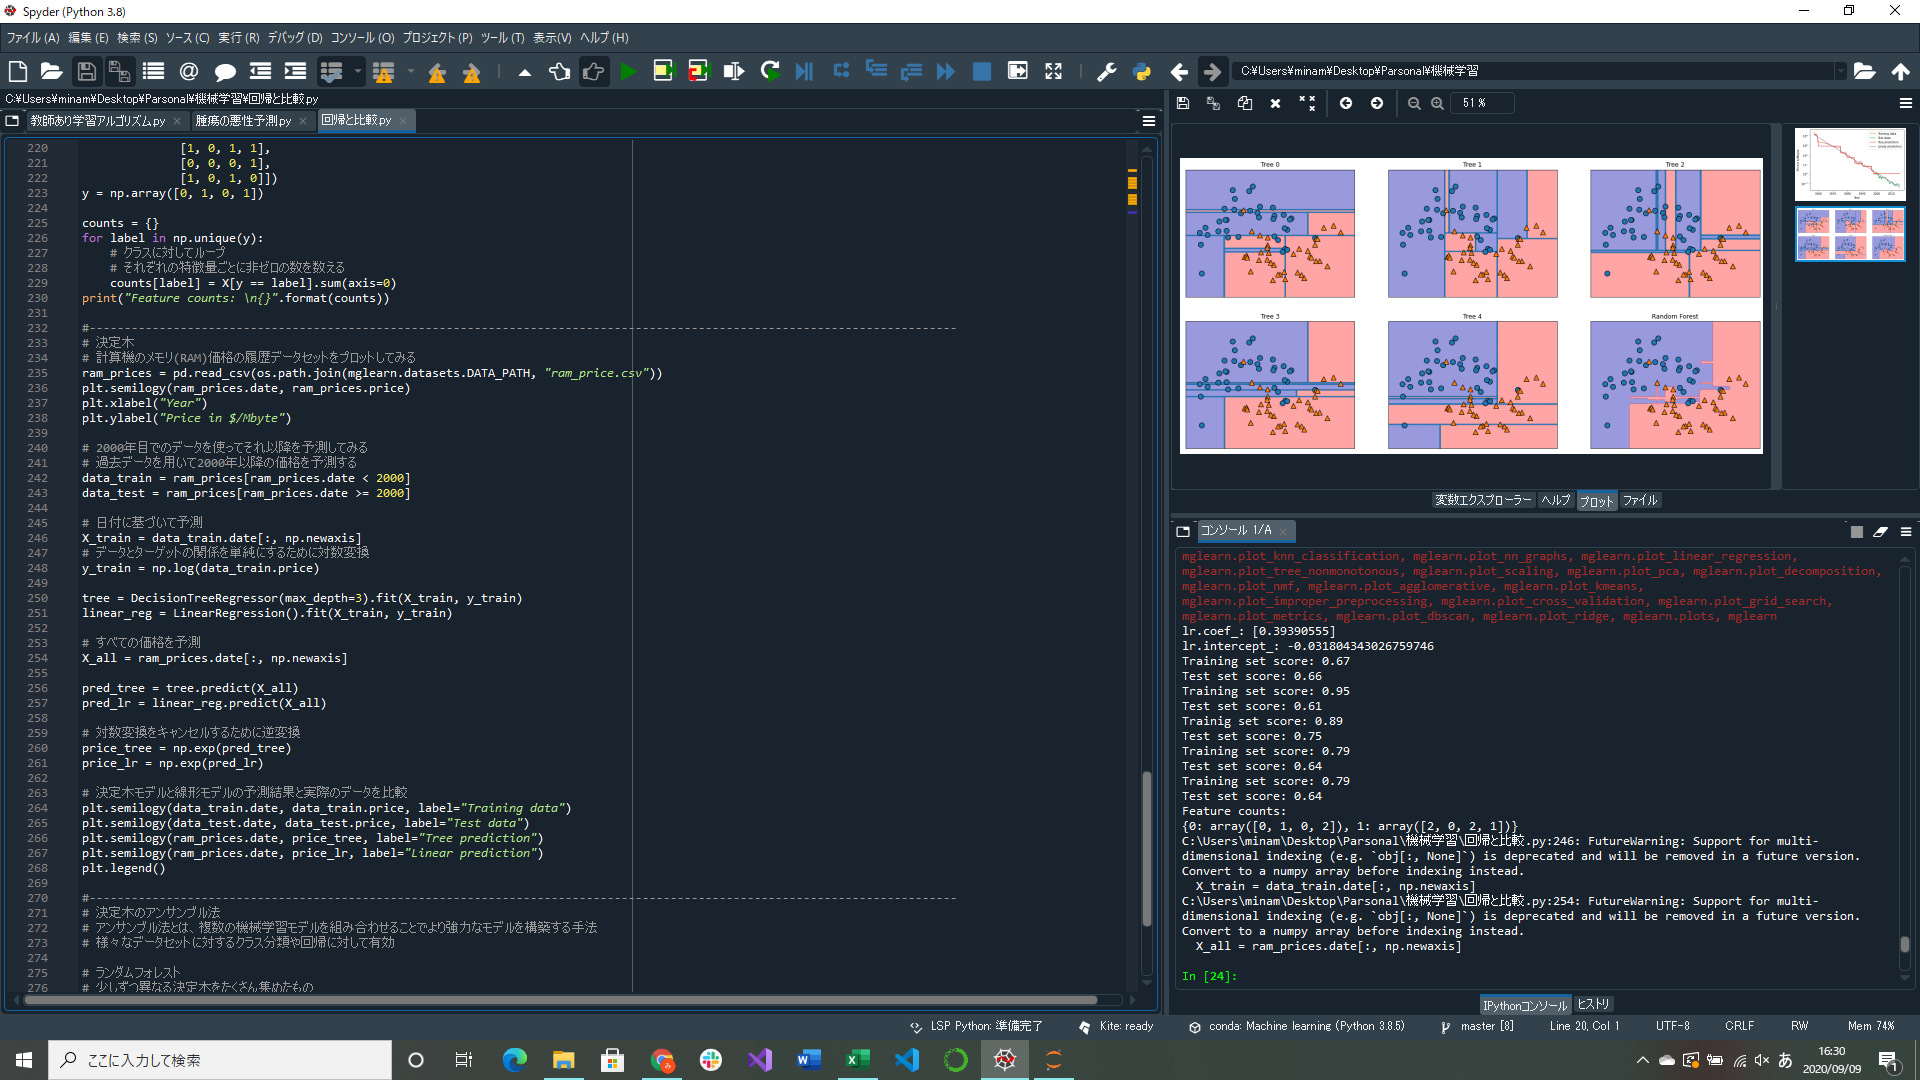 Spyder (Python 3.8)
ファイル (A) 編集 (E) 検索 (S) ソース (C) 実行 (R) デバッグ (D) コンソール (O) プロジェクト (P) ツール (T) 表示(V) ヘルプ (H)
C:¥Users¥minam¥Desktop¥Parsonal¥機械学習
C:¥Users¥minam¥Desktop¥Parsonal¥機械学習¥回帰と比較.py
教師あり学習アルゴリズム.py 腫瘍の悪性予測.py 回帰と比較.py
220 [1, 0, 1, 1],
221 [0, 0, 0, 1],
222 [1, 0, 1, 0]])
223 y = np.array([0, 1, 0, 1])
224
225 counts = {}
226 for label in np.unique(y):
227 # クラスに対してループ
228 # それぞれの特徴量ごとに非ゼロの数を数える
229 counts[label] = X[y == label].sum(axis=0)
230 print("Feature counts: \n{}".format(counts))
231
232 #----------------------------------------------------------------------------------------------------------------------------
233 # 決定木
234 # 計算機のメモリ(RAM)価格の履歴データセットをプロットしてみる
235 ram_prices = pd.read_csv(os.path.join(mglearn.datasets.DATA_PATH, "ram_price.csv"))
236 plt.semilogy(ram_prices.date, ram_prices.price)
237 plt.xlabel("Year")
238 plt.ylabel("Price in $/Mbyte")
239
240 # 2000年目でのデータを使ってそれ以降を予測してみる
241 # 過去データを用いて2000年以降の価格を予測する
242 data_train = ram_prices[ram_prices.date < 2000]
243 data_test = ram_prices[ram_prices.date >= 2000]
244
245 # 日付に基づいて予測
246 X_train = data_train.date[:, np.newaxis]
247 # データとターゲットの関係を単純にするために対数変換
248 y_train = np.log(data_train.price)
249
250 tree = DecisionTreeRegressor(max_depth=3).fit(X_train, y_train)
251 linear_reg = LinearRegression().fit(X_train, y_train)
252
253 # すべての価格を予測
254 X_all = ram_prices.date[:, np.newaxis]
255
256 pred_tree = tree.predict(X_all)
257 pred_lr = linear_reg.predict(X_all)
258
259 # 対数変換をキャンセルするために逆変換
260 price_tree = np.exp(pred_tree)
261 price_lr = np.exp(pred_lr)
262
263 # 決定木モデルと線形モデルの予測結果と実際のデータを比較
264 plt.semilogy(data_train.date, data_train.price, label="Training data")
265 plt.semilogy(data_test.date, data_test.price, label="Test data")
266 plt.semilogy(ram_prices.date, price_tree, label="Tree prediction")
267 plt.semilogy(ram_prices.date, price_lr, label="Linear prediction")
268 plt.legend()
269
270 #----------------------------------------------------------------------------------------------------------------------------
271 # 決定木のアンサンブル法
272 # アンサンブル法とは、複数の機械学習モデルを組み合わせることでより強力なモデルを構築する手法
273 # 様々なデータセットに対するクラス分類や回帰に対して有効
274
275 # ランダムフォレスト
276 # 少しずつ異なる決定木をたくさん集めたもの
51 %
Tree 0 Tree 1 Tree 2
Tree 3 Tree 4 Random Forest
変数エクスプローラー ヘルプ プロット ファイル
コンソール 1/A
mglearn.plot_knn_classification, mglearn.plot_nn_graphs, mglearn.plot_linear_regression,
mglearn.plot_tree_nonmonotonous, mglearn.plot_scaling, mglearn.plot_pca, mglearn.plot_decomposition,
mglearn.plot_nmf, mglearn.plot_agglomerative, mglearn.plot_kmeans,
mglearn.plot_improper_preprocessing, mglearn.plot_cross_validation, mglearn.plot_grid_search,
mglearn.plot_metrics, mglearn.plot_dbscan, mglearn.plot_ridge, mglearn.plots, mglearn
lr.coef_: [0.39390555]
lr.intercept_: -0.031804343026759746
Training set score: 0.67
Test set score: 0.66
Training set score: 0.95
Test set score: 0.61
Trainig set score: 0.89
Test set score: 0.75
Training set score: 0.79
Test set score: 0.64
Training set score: 0.79
Test set score: 0.64
Feature counts:
{0: array([0, 1, 0, 2]), 1: array([2, 0, 2, 1])}
C:\Users\minam\Desktop\Parsonal\機械学習\回帰と比較.py:246: FutureWarning: Support for multi-
dimensional indexing (e.g. `obj[:, None]`) is deprecated and will be removed in a future version.
Convert to a numpy array before indexing instead.
X_train = data_train.date[:, np.newaxis]
C:\Users\minam\Desktop\Parsonal\機械学習\回帰と比較.py:254: FutureWarning: Support for multi-
dimensional indexing (e.g. `obj[:, None]`) is deprecated and will be removed in a future version.
Convert to a numpy array before indexing instead.
X_all = ram_prices.date[:, np.newaxis]
In [24]:
IPythonコンソール ヒストリ
LSP Python: 準備完了 Kite: ready conda: Machine learning (Python 3.8.5) master [8] Line 20, Col 1 UTF-8 CRLF RW Mem 74%
ここに入力して検索
あ
16:30
2020/09/09
1